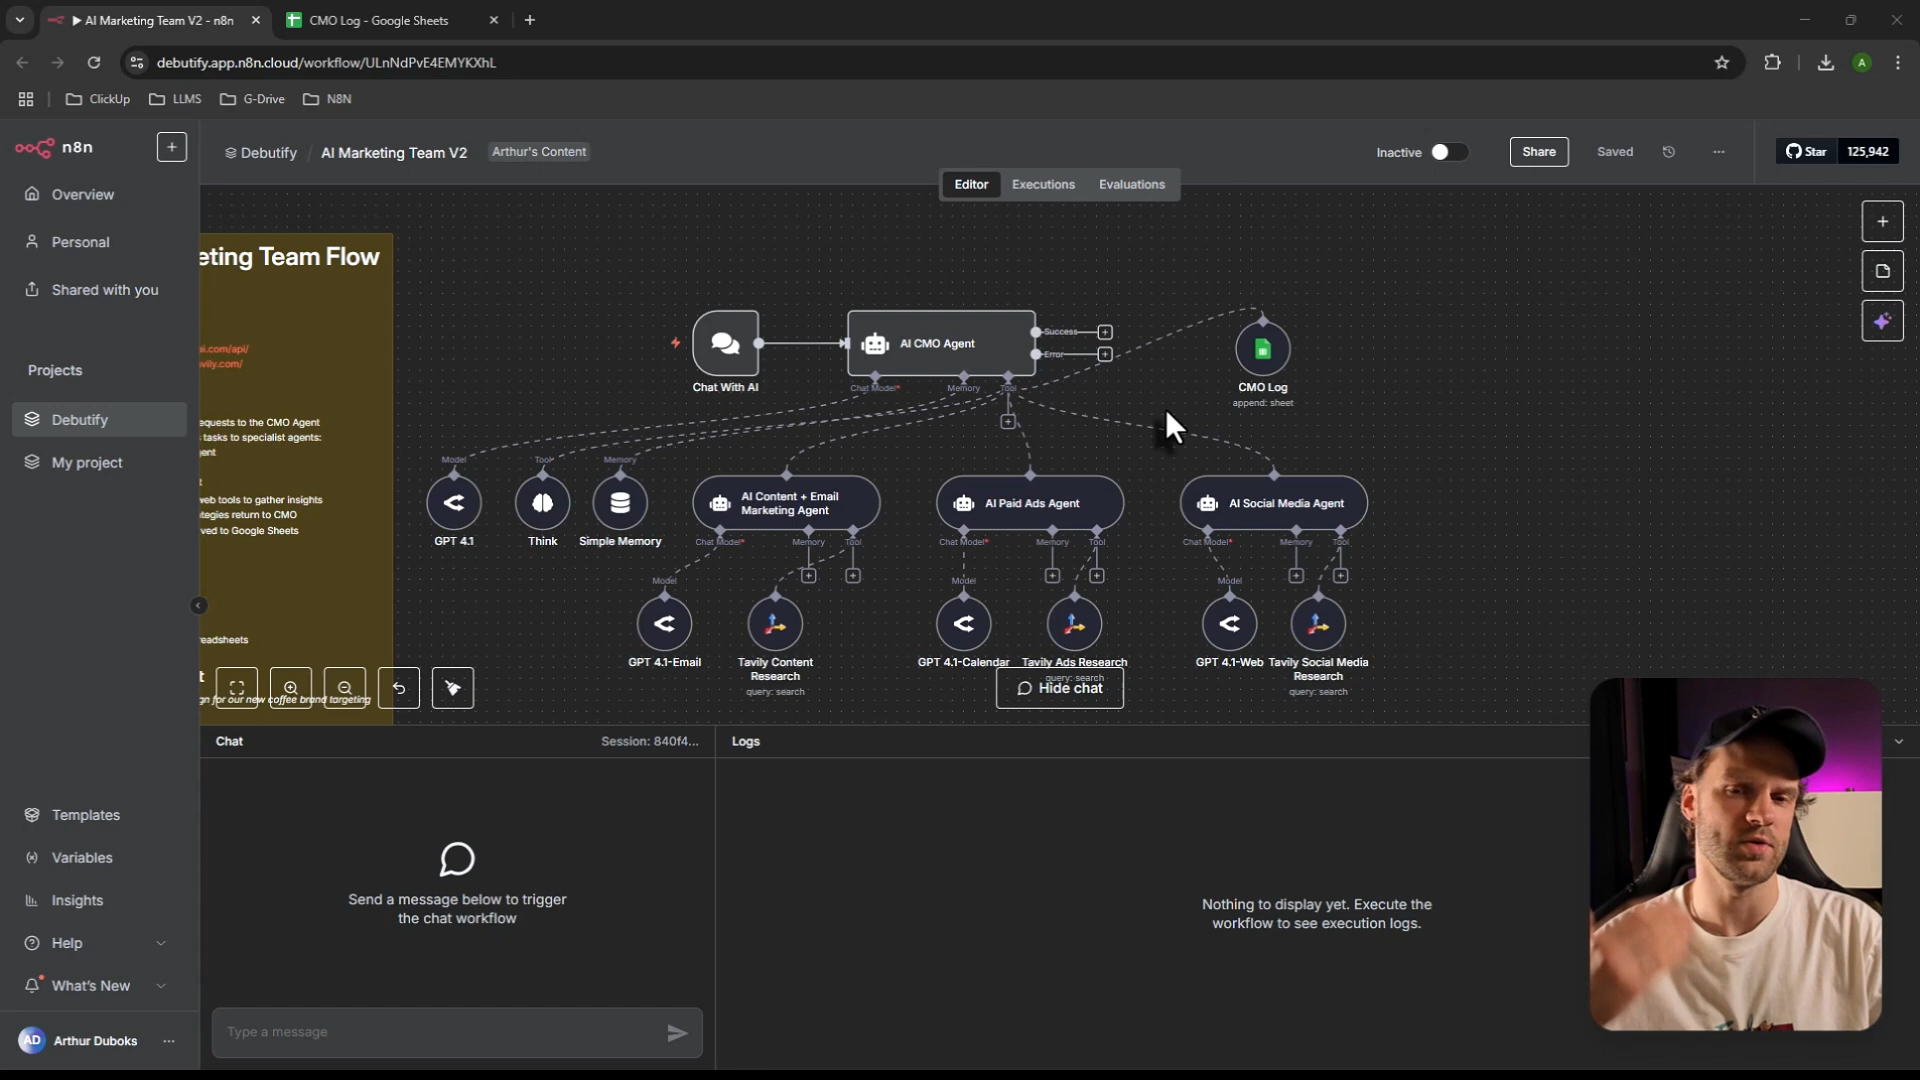 AI Marketing Team V2 - n8n
CMO Log - Google Sheets
debutify.app.n8n.cloud/workflow/ULnNdPvE4EMYKXhL
A
ClickUp
LLMS
G-Drive
N8N
n8n
Debutify / AI Marketing Team V2
Arthur's Content
Inactive
Share
Saved
Star
125,942
Editor
Executions
Evaluations
Overview
Personal
Shared with you
Projects
Debutify
My project
Templates
Variables
Insights
Help
What's New
AD
Arthur Duboks
eting Team Flow
ai.com/api/
avily.com/
equests to the CMO Agent
tasks to specialist agents:
ent
t
web tools to gather insights
tegies return to CMO
ved to Google Sheets
readsheets
t
gn for our new coffee brand targeting
Chat With AI
AI CMO Agent
Success
Error
Chat Model*
Memory
Tool
CMO Log
append: sheet
Model
Tool
Memory
GPT 4.1
Think
Simple Memory
AI Content + Email
Marketing Agent
Chat Model*
Memory
Tool
AI Paid Ads Agent
Chat Model*
Memory
Tool
AI Social Media Agent
Chat Model*
Memory
Tool
Model
GPT 4.1-Email
Tavily Content
Research
query: search
Model
GPT 4.1-Calendar
Tavily Ads Research
query: search
Model
GPT 4.1-Web
Tavily Social Media
Research
query: search
Hide chat
Chat
Session: 840f4...
Logs
Send a message below to trigger
the chat workflow
Type a message
Nothing to display yet. Execute the
workflow to see execution logs.